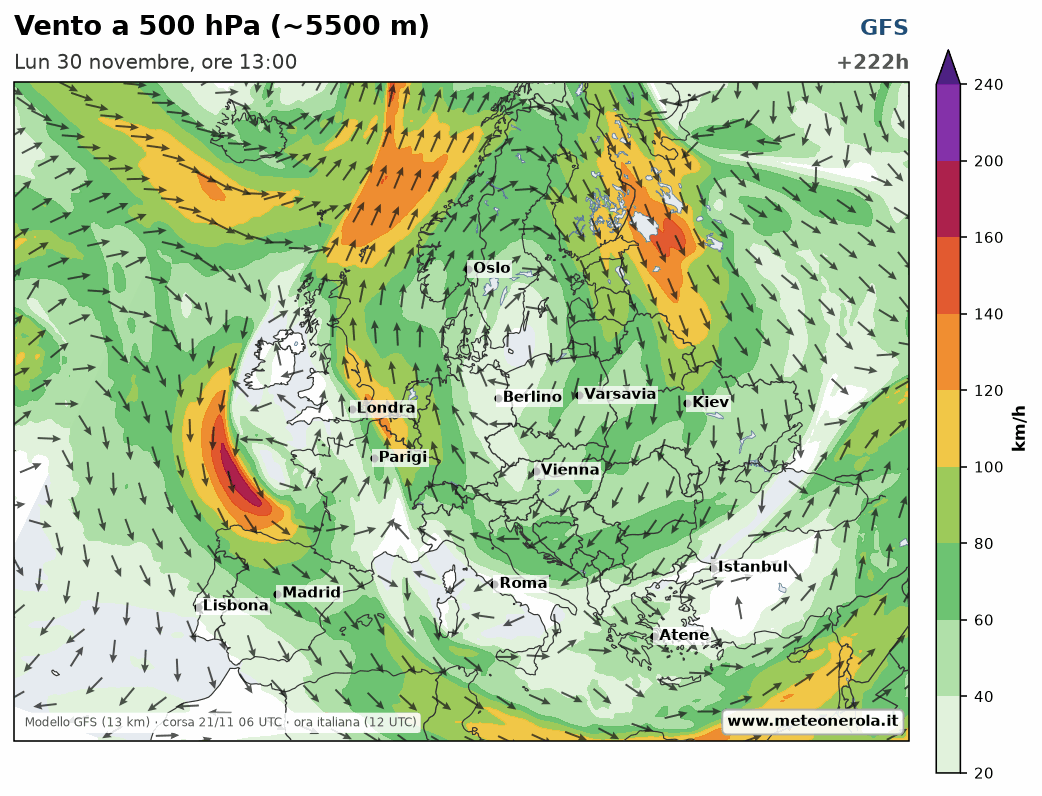 Vento a 500 hPa (~5500 m)
GFS
Lun 30 novembre, ore 13:00
+222h
240
200
160
140
120
100
80
60
40
20
km/h
Oslo
Londra
Berlino
Varsavia
Kiev
Parigi
Vienna
Istanbul
Roma
Madrid
Lisbona
Atene
Modello GFS (13 km) · corsa 21/11 06 UTC · ora italiana (12 UTC)
www.meteonerola.it